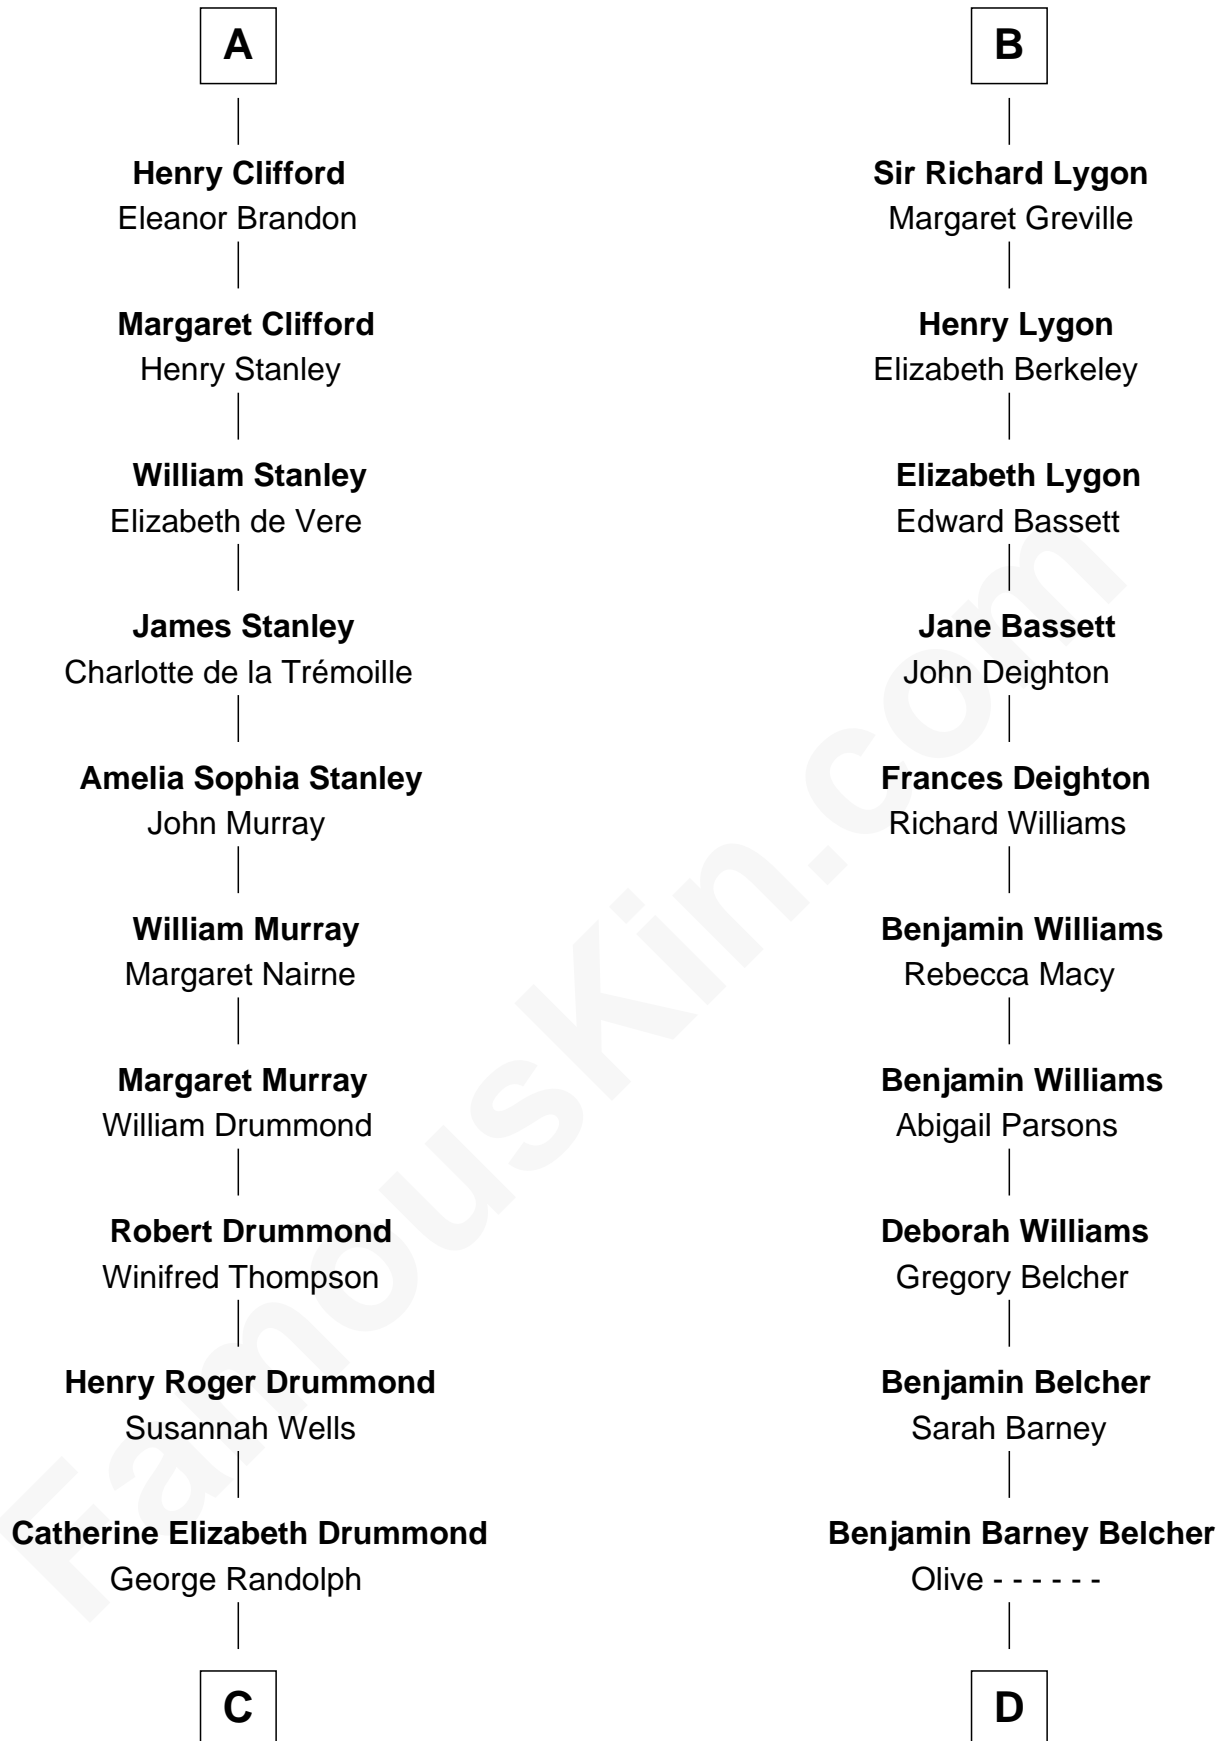 A
Henry Clifford
Eleanor Brandon
Margaret Clifford
Henry Stanley
William Stanley
Elizabeth de Vere
James Stanley
Charlotte de la Trémoille
Amelia Sophia Stanley
John Murray
William Murray
Margaret Nairne
Margaret Murray
William Drummond
Robert Drummond
Winifred Thompson
Henry Roger Drummond
Susannah Wells
Catherine Elizabeth Drummond
George Randolph
C
B
Sir Richard Lygon
Margaret Greville
Henry Lygon
Elizabeth Berkeley
Elizabeth Lygon
Edward Bassett
Jane Bassett
John Deighton
Frances Deighton
Richard Williams
Benjamin Williams
Rebecca Macy
Benjamin Williams
Abigail Parsons
Deborah Williams
Gregory Belcher
Benjamin Belcher
Sarah Barney
Benjamin Barney Belcher
Olive - - - - - -
D
FamousKin.com